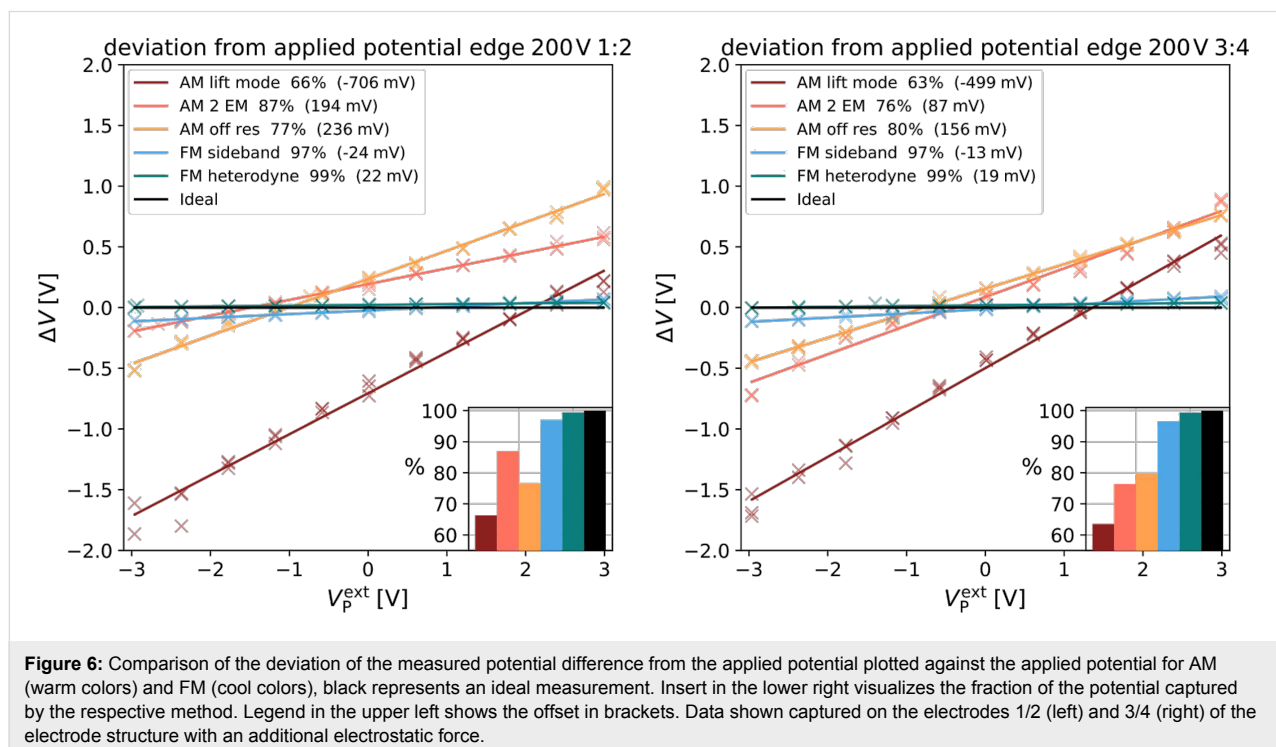 deviation from applied potential edge 200V 1:2
AM lift mode 66% (-706 mV)
AM 2 EM 87% (194 mV)
AM off res 77% (236 mV)
FM sideband 97% (-24 mV)
FM heterodyne 99% (22 mV)
Ideal
2.0
1.5
1.0
0.5
0.0
−0.5
−1.0
−1.5
−2.0
ΔV [V]
100
90
80
70
60
%
−3 −2 −1 0 1 2 3
V_P^ext [V]
deviation from applied potential edge 200V 3:4
AM lift mode 63% (-499 mV)
AM 2 EM 76% (87 mV)
AM off res 80% (156 mV)
FM sideband 97% (-13 mV)
FM heterodyne 99% (19 mV)
Ideal
2.0
1.5
1.0
0.5
0.0
−0.5
−1.0
−1.5
−2.0
ΔV [V]
100
90
80
70
60
%
−3 −2 −1 0 1 2 3
V_P^ext [V]
Figure 6: Comparison of the deviation of the measured potential difference from the applied potential plotted against the applied potential for AM
(warm colors) and FM (cool colors), black represents an ideal measurement. Insert in the lower right visualizes the fraction of the potential captured
by the respective method. Legend in the upper left shows the offset in brackets. Data shown captured on the electrodes 1/2 (left) and 3/4 (right) of the
electrode structure with an additional electrostatic force.